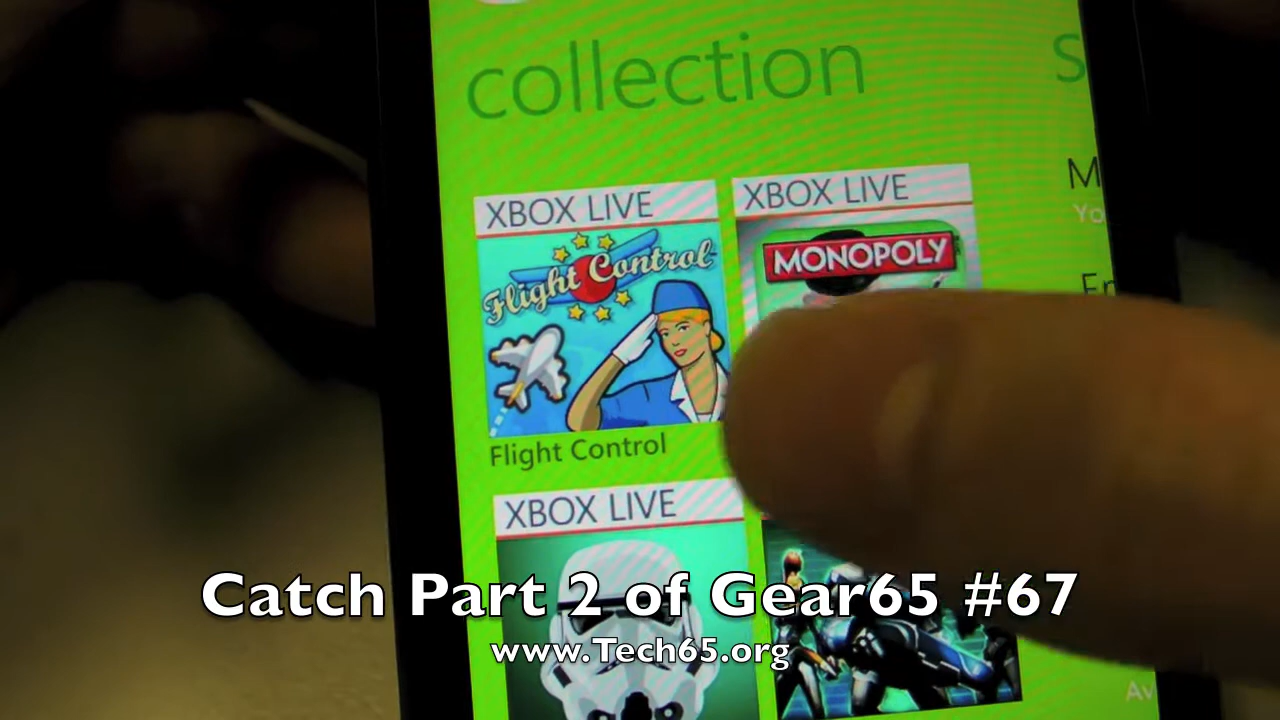 collection
XBOX LIVE
XBOX LIVE
Flight Control
MONOPOLY
Flight Control
XBOX LIVE
Catch Part 2 of Gear65 #67
www.Tech65.org